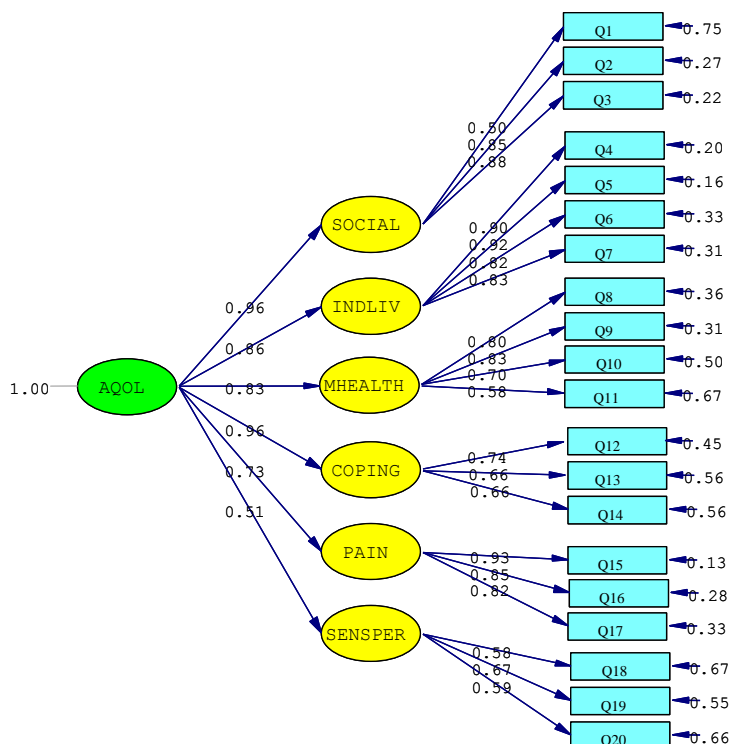 Q1 0.75
Q2 0.27
Q3 0.22
0.50
0.85
0.88
Q4 0.20
Q5 0.16
Q6 0.33
Q7 0.31
SOCIAL
0.90
0.92
0.82
0.83
Q8 0.36
Q9 0.31
Q10 0.50
Q11 0.67
0.96
INDLIV
0.86
0.80
0.83
0.70
0.58
1.00 AQOL
0.83
MHEALTH
0.96
Q12 0.45
Q13 0.56
Q14 0.56
0.74
0.66
0.66
COPING
0.73
0.51
PAIN
0.93
0.85
0.82
Q15 0.13
Q16 0.28
Q17 0.33
SENSPER
0.58
0.67
0.59
Q18 0.67
Q19 0.55
Q20 0.66